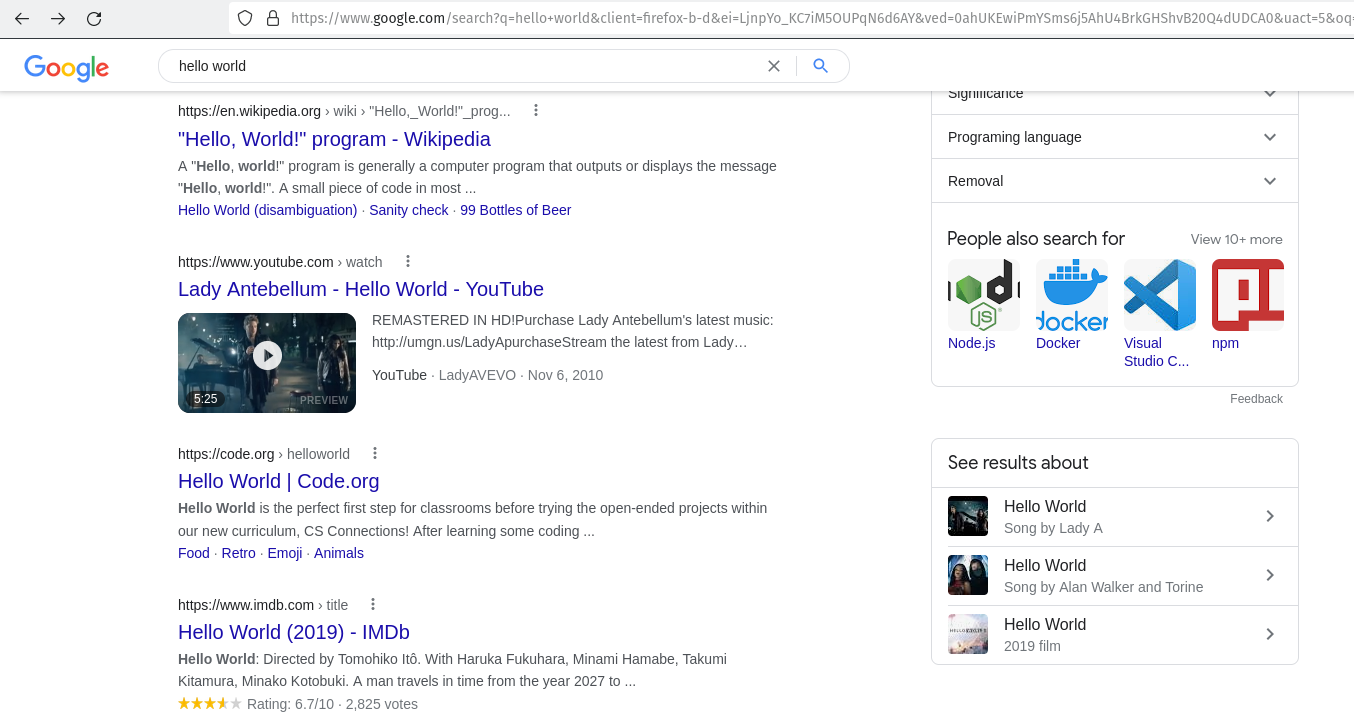 https://www.google.com/search?q=hello+world&client=firefox-b-d&ei=LjnpYo_KC7iM5OUPqN6d6AY&ved=0ahUKEwiPmYSms6j5AhU4BrkGHShvB20Q4dUDCA0&uact=5&oq=
Google
hello world
https://en.wikipedia.org › wiki › "Hello,_World!"_prog...
"Hello, World!" program - Wikipedia
A "Hello, world!" program is generally a computer program that outputs or displays the message
"Hello, world!". A small piece of code in most ...
Hello World (disambiguation) · Sanity check · 99 Bottles of Beer
https://www.youtube.com › watch
Lady Antebellum - Hello World - YouTube
5:25
PREVIEW
REMASTERED IN HD!Purchase Lady Antebellum's latest music:
http://umgn.us/LadyApurchaseStream the latest from Lady…
YouTube · LadyAVEVO · Nov 6, 2010
https://code.org › helloworld
Hello World | Code.org
Hello World is the perfect first step for classrooms before trying the open-ended projects within
our new curriculum, CS Connections! After learning some coding ...
Food · Retro · Emoji · Animals
https://www.imdb.com › title
Hello World (2019) - IMDb
Hello World: Directed by Tomohiko Itô. With Haruka Fukuhara, Minami Hamabe, Takumi
Kitamura, Minako Kotobuki. A man travels in time from the year 2027 to ...
Rating: 6.7/10 · 2,825 votes
Significance
Programing language
Removal
People also search for
View 10+ more
JS
docker
Node.js
Docker
Visual
Studio C...
npm
Feedback
See results about
Hello World
Song by Lady A
Hello World
Song by Alan Walker and Torine
Hello World
2019 film